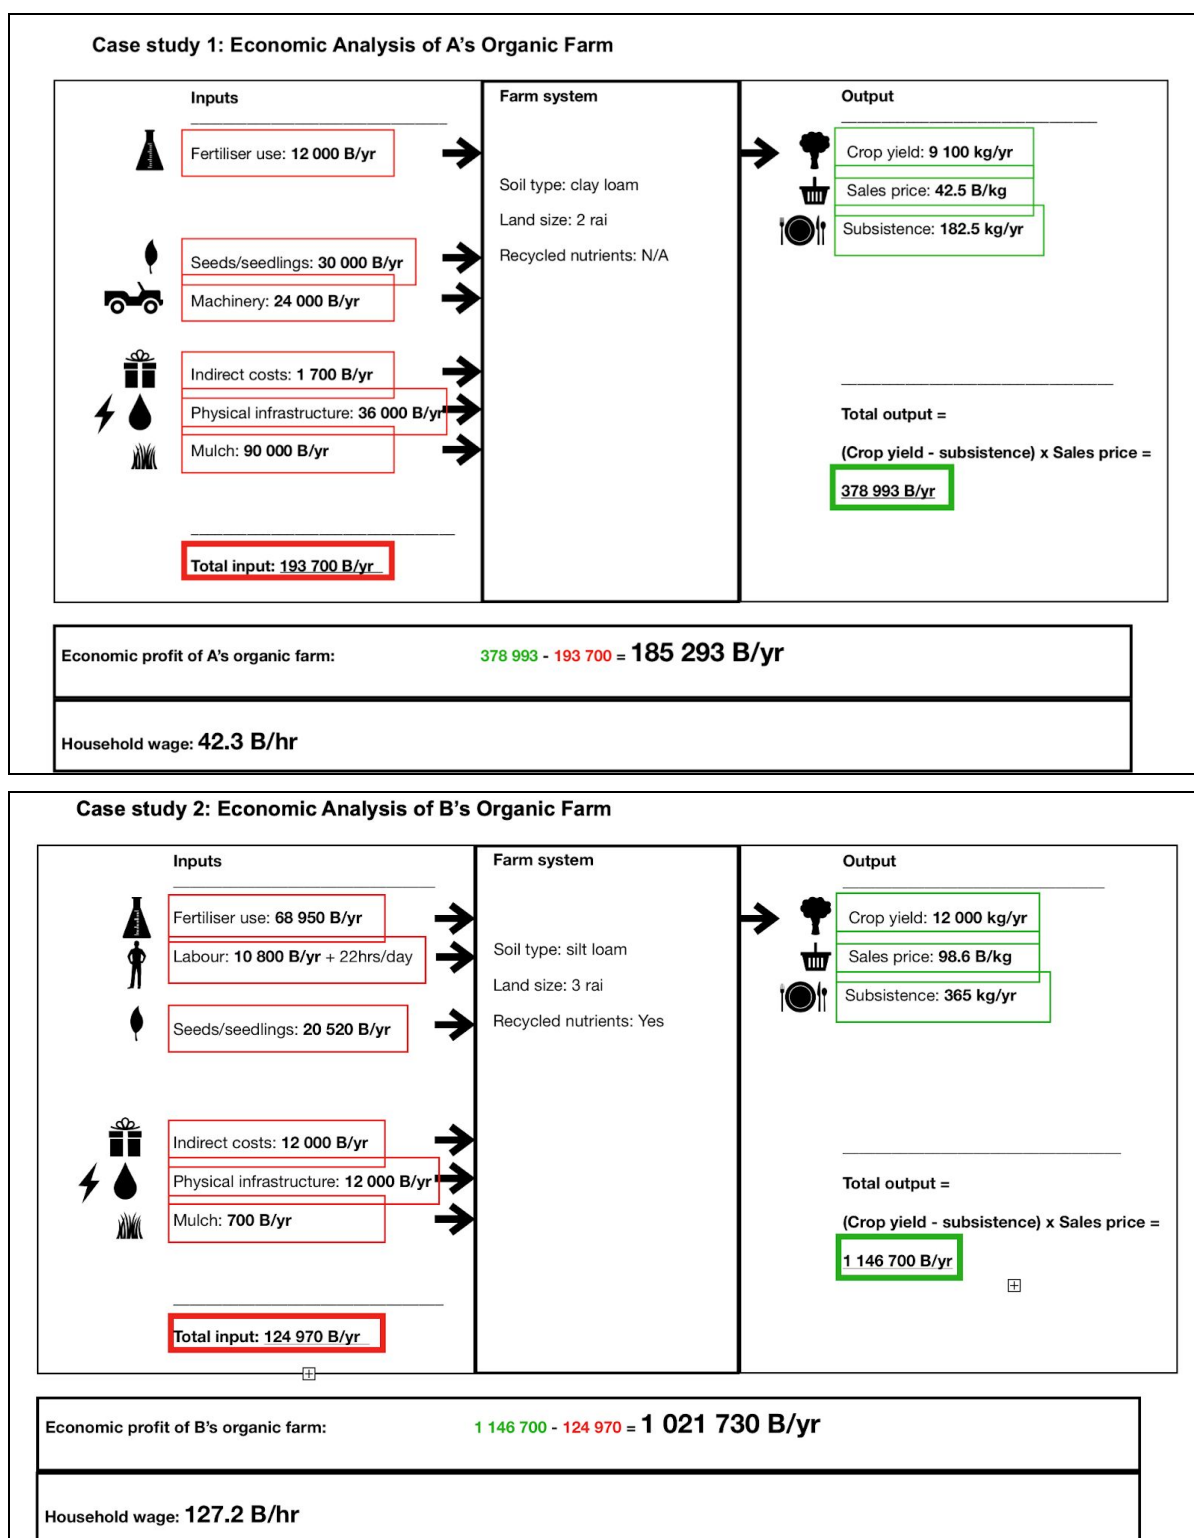 Case study 1: Economic Analysis of A's Organic Farm
Inputs
Fertiliser use: 12 000 B/yr
Seeds/seedlings: 30 000 B/yr
Machinery: 24 000 B/yr
Indirect costs: 1 700 B/yr
Physical infrastructure: 36 000 B/yr
Mulch: 90 000 B/yr
Total input: 193 700 B/yr
Farm system
Soil type: clay loam
Land size: 2 rai
Recycled nutrients: N/A
Output
Crop yield: 9 100 kg/yr
Sales price: 42.5 B/kg
Subsistence: 182.5 kg/yr
Total output =
(Crop yield - subsistence) x Sales price =
378 993 B/yr
Economic profit of A's organic farm: 378 993 - 193 700 = 185 293 B/yr
Household wage: 42.3 B/hr
Case study 2: Economic Analysis of B's Organic Farm
Inputs
Fertiliser use: 68 950 B/yr
Labour: 10 800 B/yr + 22hrs/day
Seeds/seedlings: 20 520 B/yr
Indirect costs: 12 000 B/yr
Physical infrastructure: 12 000 B/yr
Mulch: 700 B/yr
Total input: 124 970 B/yr
Farm system
Soil type: silt loam
Land size: 3 rai
Recycled nutrients: Yes
Output
Crop yield: 12 000 kg/yr
Sales price: 98.6 B/kg
Subsistence: 365 kg/yr
Total output =
(Crop yield - subsistence) x Sales price =
1 146 700 B/yr
Economic profit of B's organic farm: 1 146 700 - 124 970 = 1 021 730 B/yr
Household wage: 127.2 B/hr